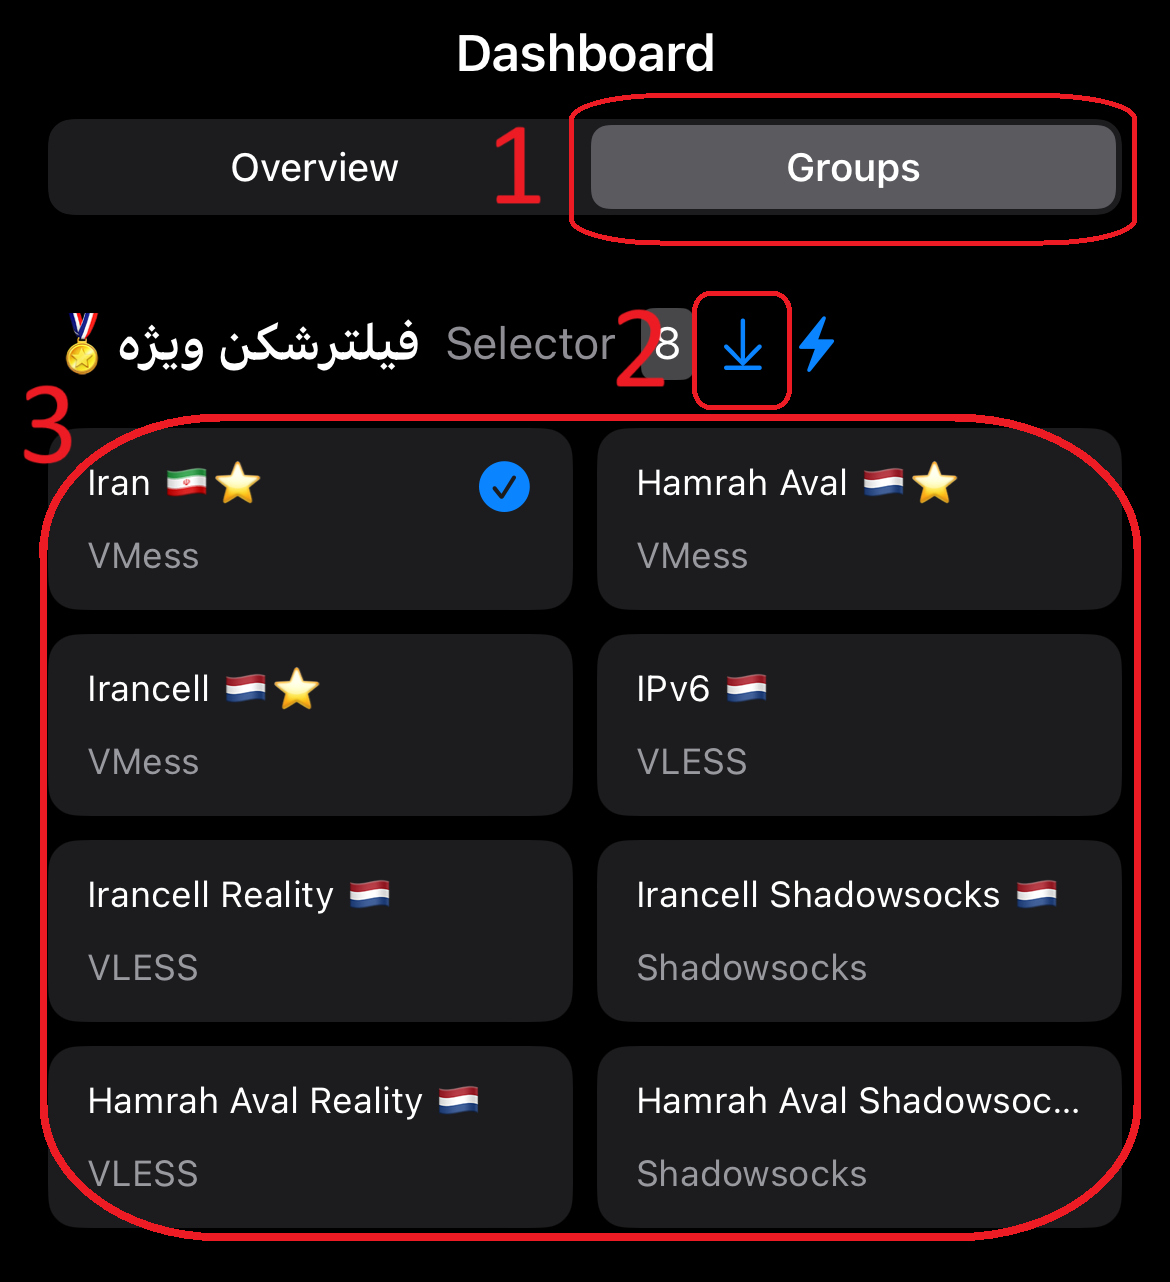 Dashboard
Overview 1 Groups
🏅 فیلترشکن ویژه Selector 2 8
3
Iran 🇮🇷⭐
VMess
Hamrah Aval 🇳🇱⭐
VMess
Irancell 🇳🇱⭐
VMess
IPv6 🇳🇱
VLESS
Irancell Reality 🇳🇱
VLESS
Irancell Shadowsocks 🇳🇱
Shadowsocks
Hamrah Aval Reality 🇳🇱
VLESS
Hamrah Aval Shadowsoc...
Shadowsocks